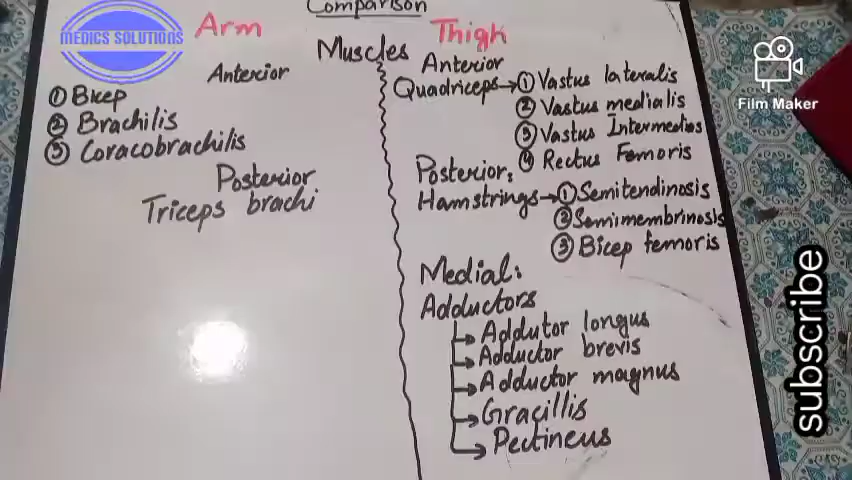 Comparison
MEDICS SOLUTIONS
Arm
Thigh
Muscles
Anterior
① Bicep
② Brachilis
③ Coracobrachilis
Posterior
Triceps brachi
Anterior
Quadriceps → ① Vastus lateralis
② Vastus medialis
③ Vastus Intermedios
④ Rectus Femoris
Posterior:
Hamstrings → ① Semitendinosis
② Semimembrinosis
③ Bicep femoris
Medial:
Adductors
→ Addutor longus
→ Adductor brevis
→ Adductor magnus
→ Gracillis
→ Pectineus
Film Maker
subscribe